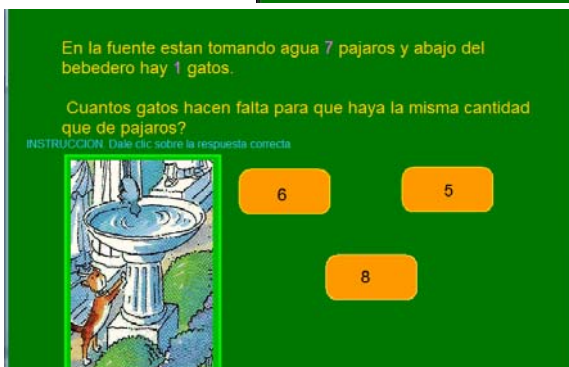 En la fuente estan tomando agua 7 pajaros y abajo del
bebedero hay 1 gatos.
Cuantos gatos hacen falta para que haya la misma cantidad
que de pajaros?
INSTRUCCION. Dale clic sobre la respuesta correcta
6
5
8